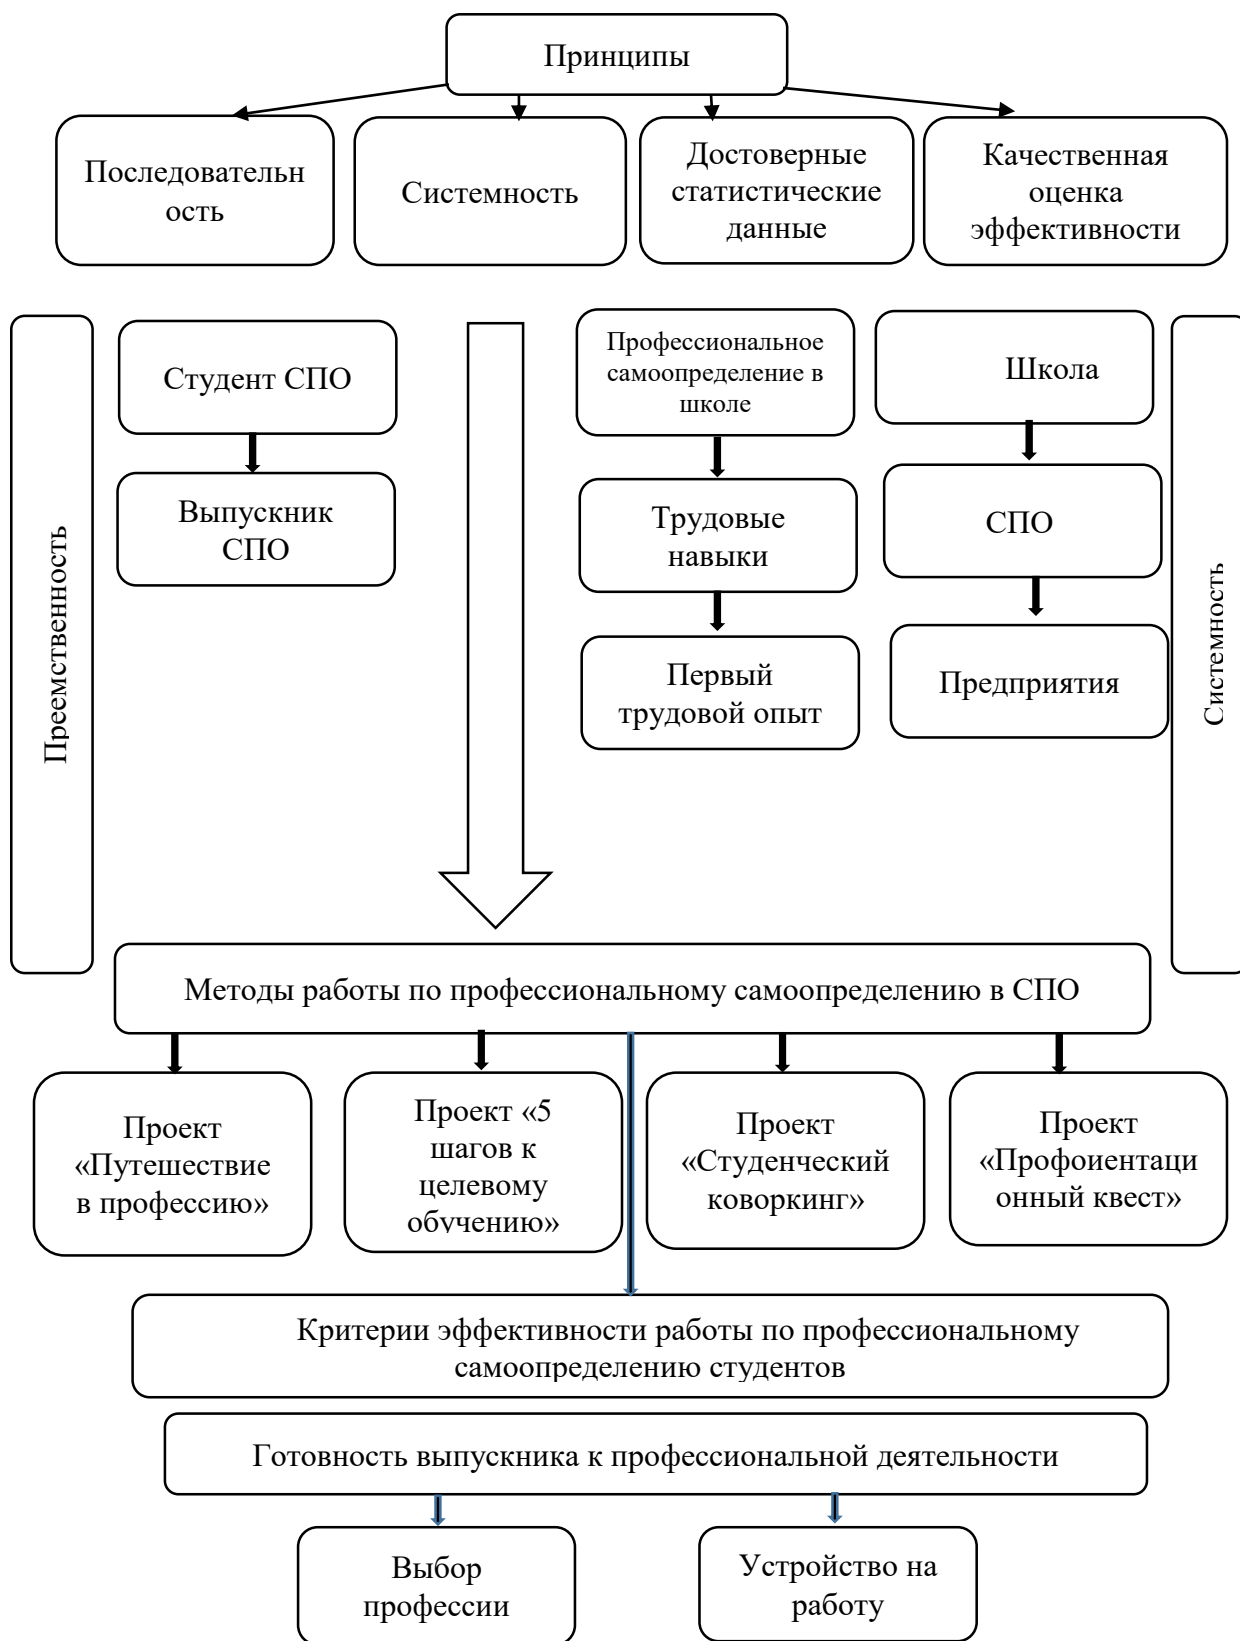 Принципы
Последовательн
ость
Системность
Достоверные
статистические
данные
Качественная
оценка
эффективности
Преемственность
Студент СПО
Выпускник
СПО
Профессиональное
самоопределение в
школе
Трудовые
навыки
Первый
трудовой опыт
Школа
СПО
Предприятия
Системность
Методы работы по профессиональному самоопределению в СПО
Проект
«Путешествие
в профессию»
Проект «5
шагов к
целевому
обучению»
Проект
«Студенческий
коворкинг»
Проект
«Профоиентаци
онный квест»
Критерии эффективности работы по профессиональному
самоопределению студентов
Готовность выпускника к профессиональной деятельности
Выбор
профессии
Устройство на
работу